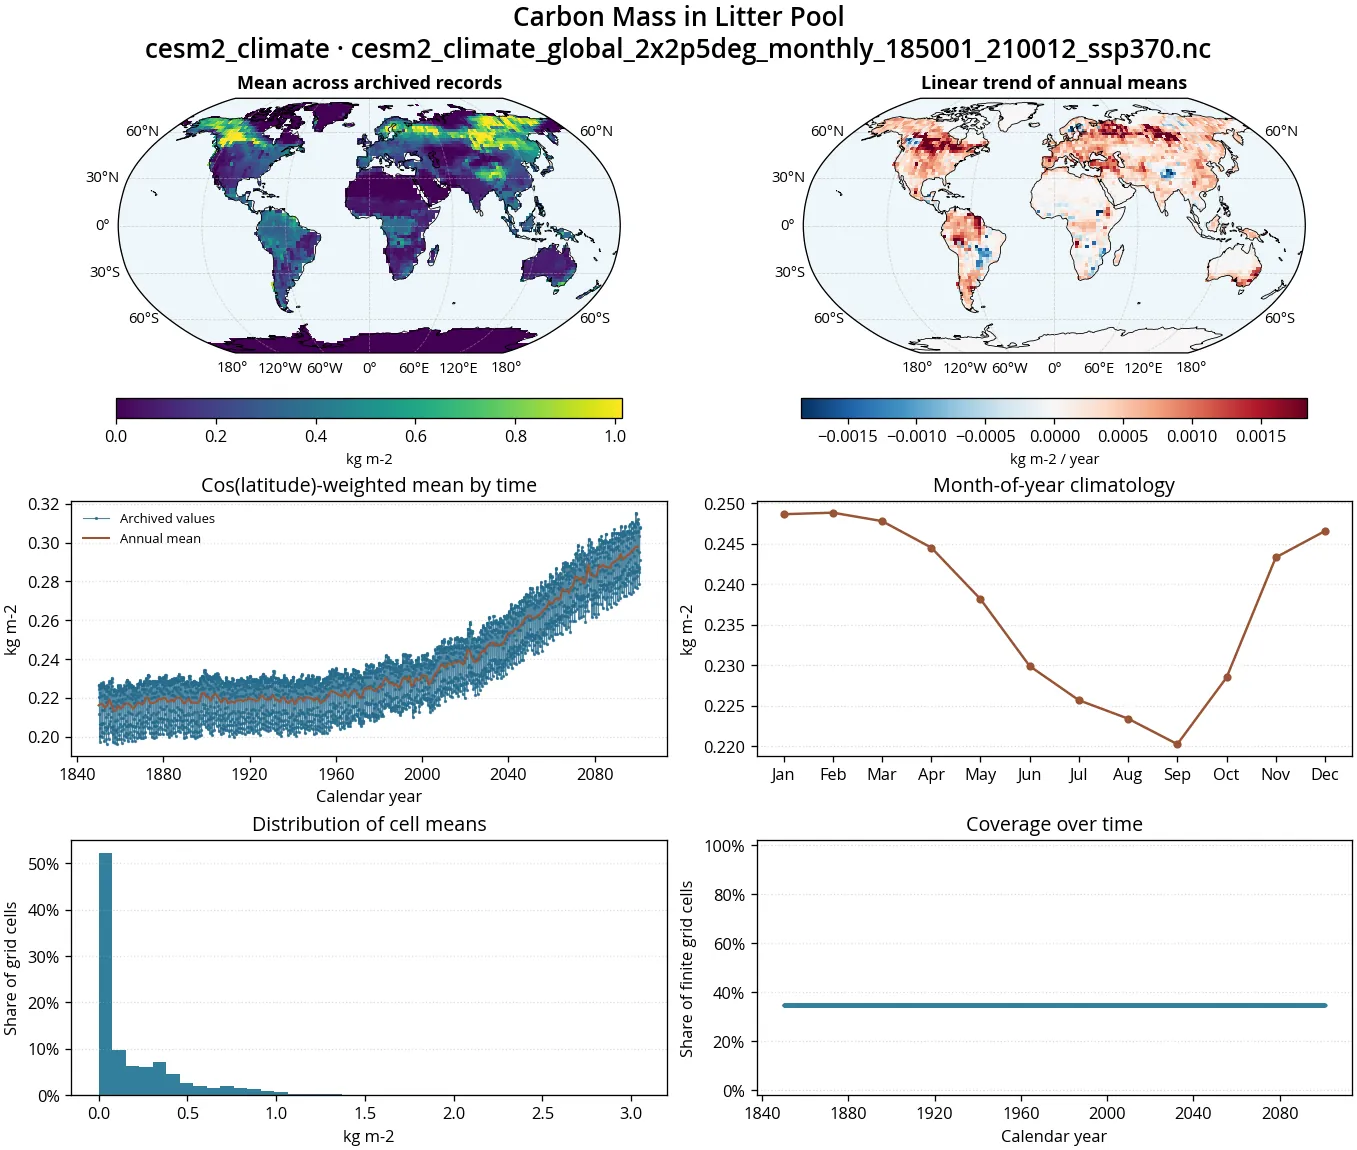 Carbon Mass in Litter Pool
cesm2_climate · cesm2_climate_global_2x2p5deg_monthly_185001_210012_ssp370.nc
Mean across archived records
60°N
60°N
30°N
0°
30°S
60°S
60°S
180° 120°W 60°W 0° 60°E 120°E 180°
0.0 0.2 0.4 0.6 0.8 1.0
kg m-2
Linear trend of annual means
60°N
60°N
30°N
0°
30°S
60°S
60°S
180° 120°W 60°W 0° 60°E 120°E 180°
−0.0015 −0.0010 −0.0005 0.0000 0.0005 0.0010 0.0015
kg m-2 / year
Cos(latitude)-weighted mean by time
kg m-2
0.32
0.30
0.28
0.26
0.24
0.22
0.20
Archived values
Annual mean
1840 1880 1920 1960 2000 2040 2080
Calendar year
Month-of-year climatology
kg m-2
0.250
0.245
0.240
0.235
0.230
0.225
0.220
Jan Feb Mar Apr May Jun Jul Aug Sep Oct Nov Dec
Distribution of cell means
Share of grid cells
50%
40%
30%
20%
10%
0%
0.0 0.5 1.0 1.5 2.0 2.5 3.0
kg m-2
Coverage over time
Share of finite grid cells
100%
80%
60%
40%
20%
0%
1840 1880 1920 1960 2000 2040 2080
Calendar year